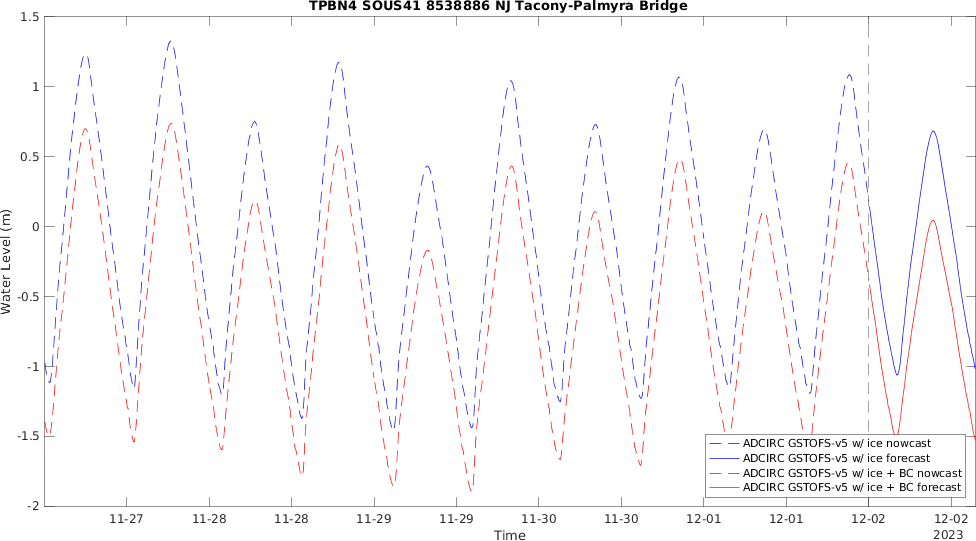 TPBN4 SOUS41 8538886 NJ Tacony-Palmyra Bridge
1.5
1
0.5
0
-0.5
-1
-1.5
-2
Water Level (m)
ADCIRC GSTOFS-v5 w/ ice nowcast
ADCIRC GSTOFS-v5 w/ ice forecast
ADCIRC GSTOFS-v5 w/ ice + BC nowcast
ADCIRC GSTOFS-v5 w/ ice + BC forecast
11-27 11-28 11-28 11-29 11-29 11-30 11-30 12-01 12-01 12-02 12-02
Time
2023